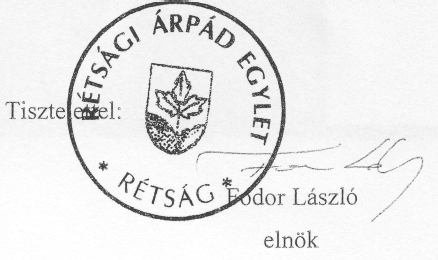 RÉTSÁGI ÁRPÁD EGYLET
* RÉTSÁG *
Tisztelettel:
Fodor László
elnök